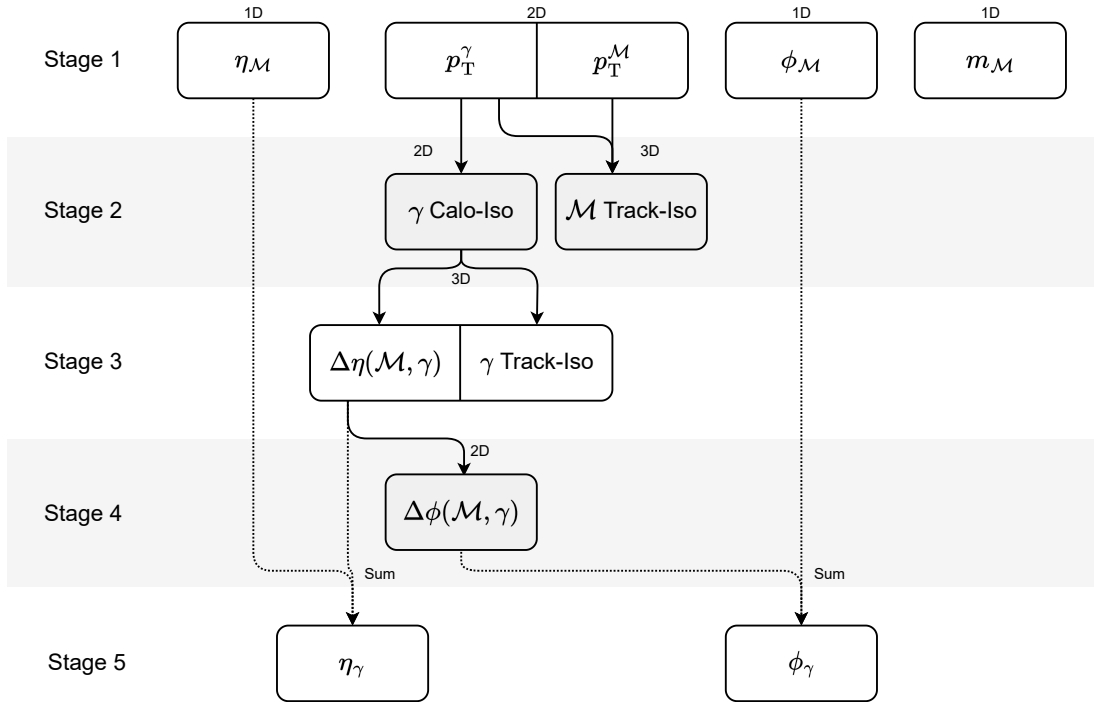 1D 2D 1D 1D
Stage 1 η_ℳ p_T^γ p_T^ℳ ϕ_ℳ m_ℳ
2D 3D
Stage 2 γ Calo-Iso ℳ Track-Iso
3D
Stage 3 Δη(ℳ, γ) γ Track-Iso
2D
Stage 4 Δϕ(ℳ, γ)
Sum Sum
Stage 5 η_γ ϕ_γ